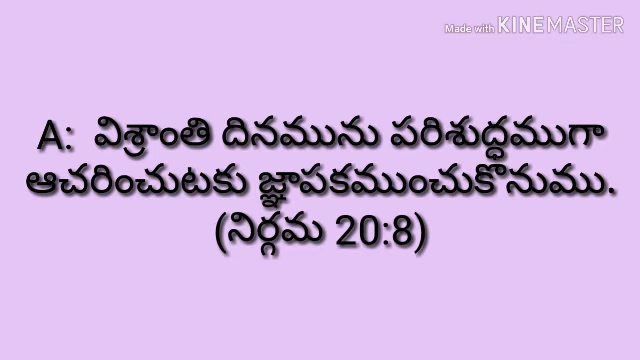 Made with KINEMASTER
A: విశ్రాంతి దినమును పరిశుద్ధముగా
ఆచరించుటకు జ్ఞాపకముంచుకొనుము.
(నిర్గమ 20:8)